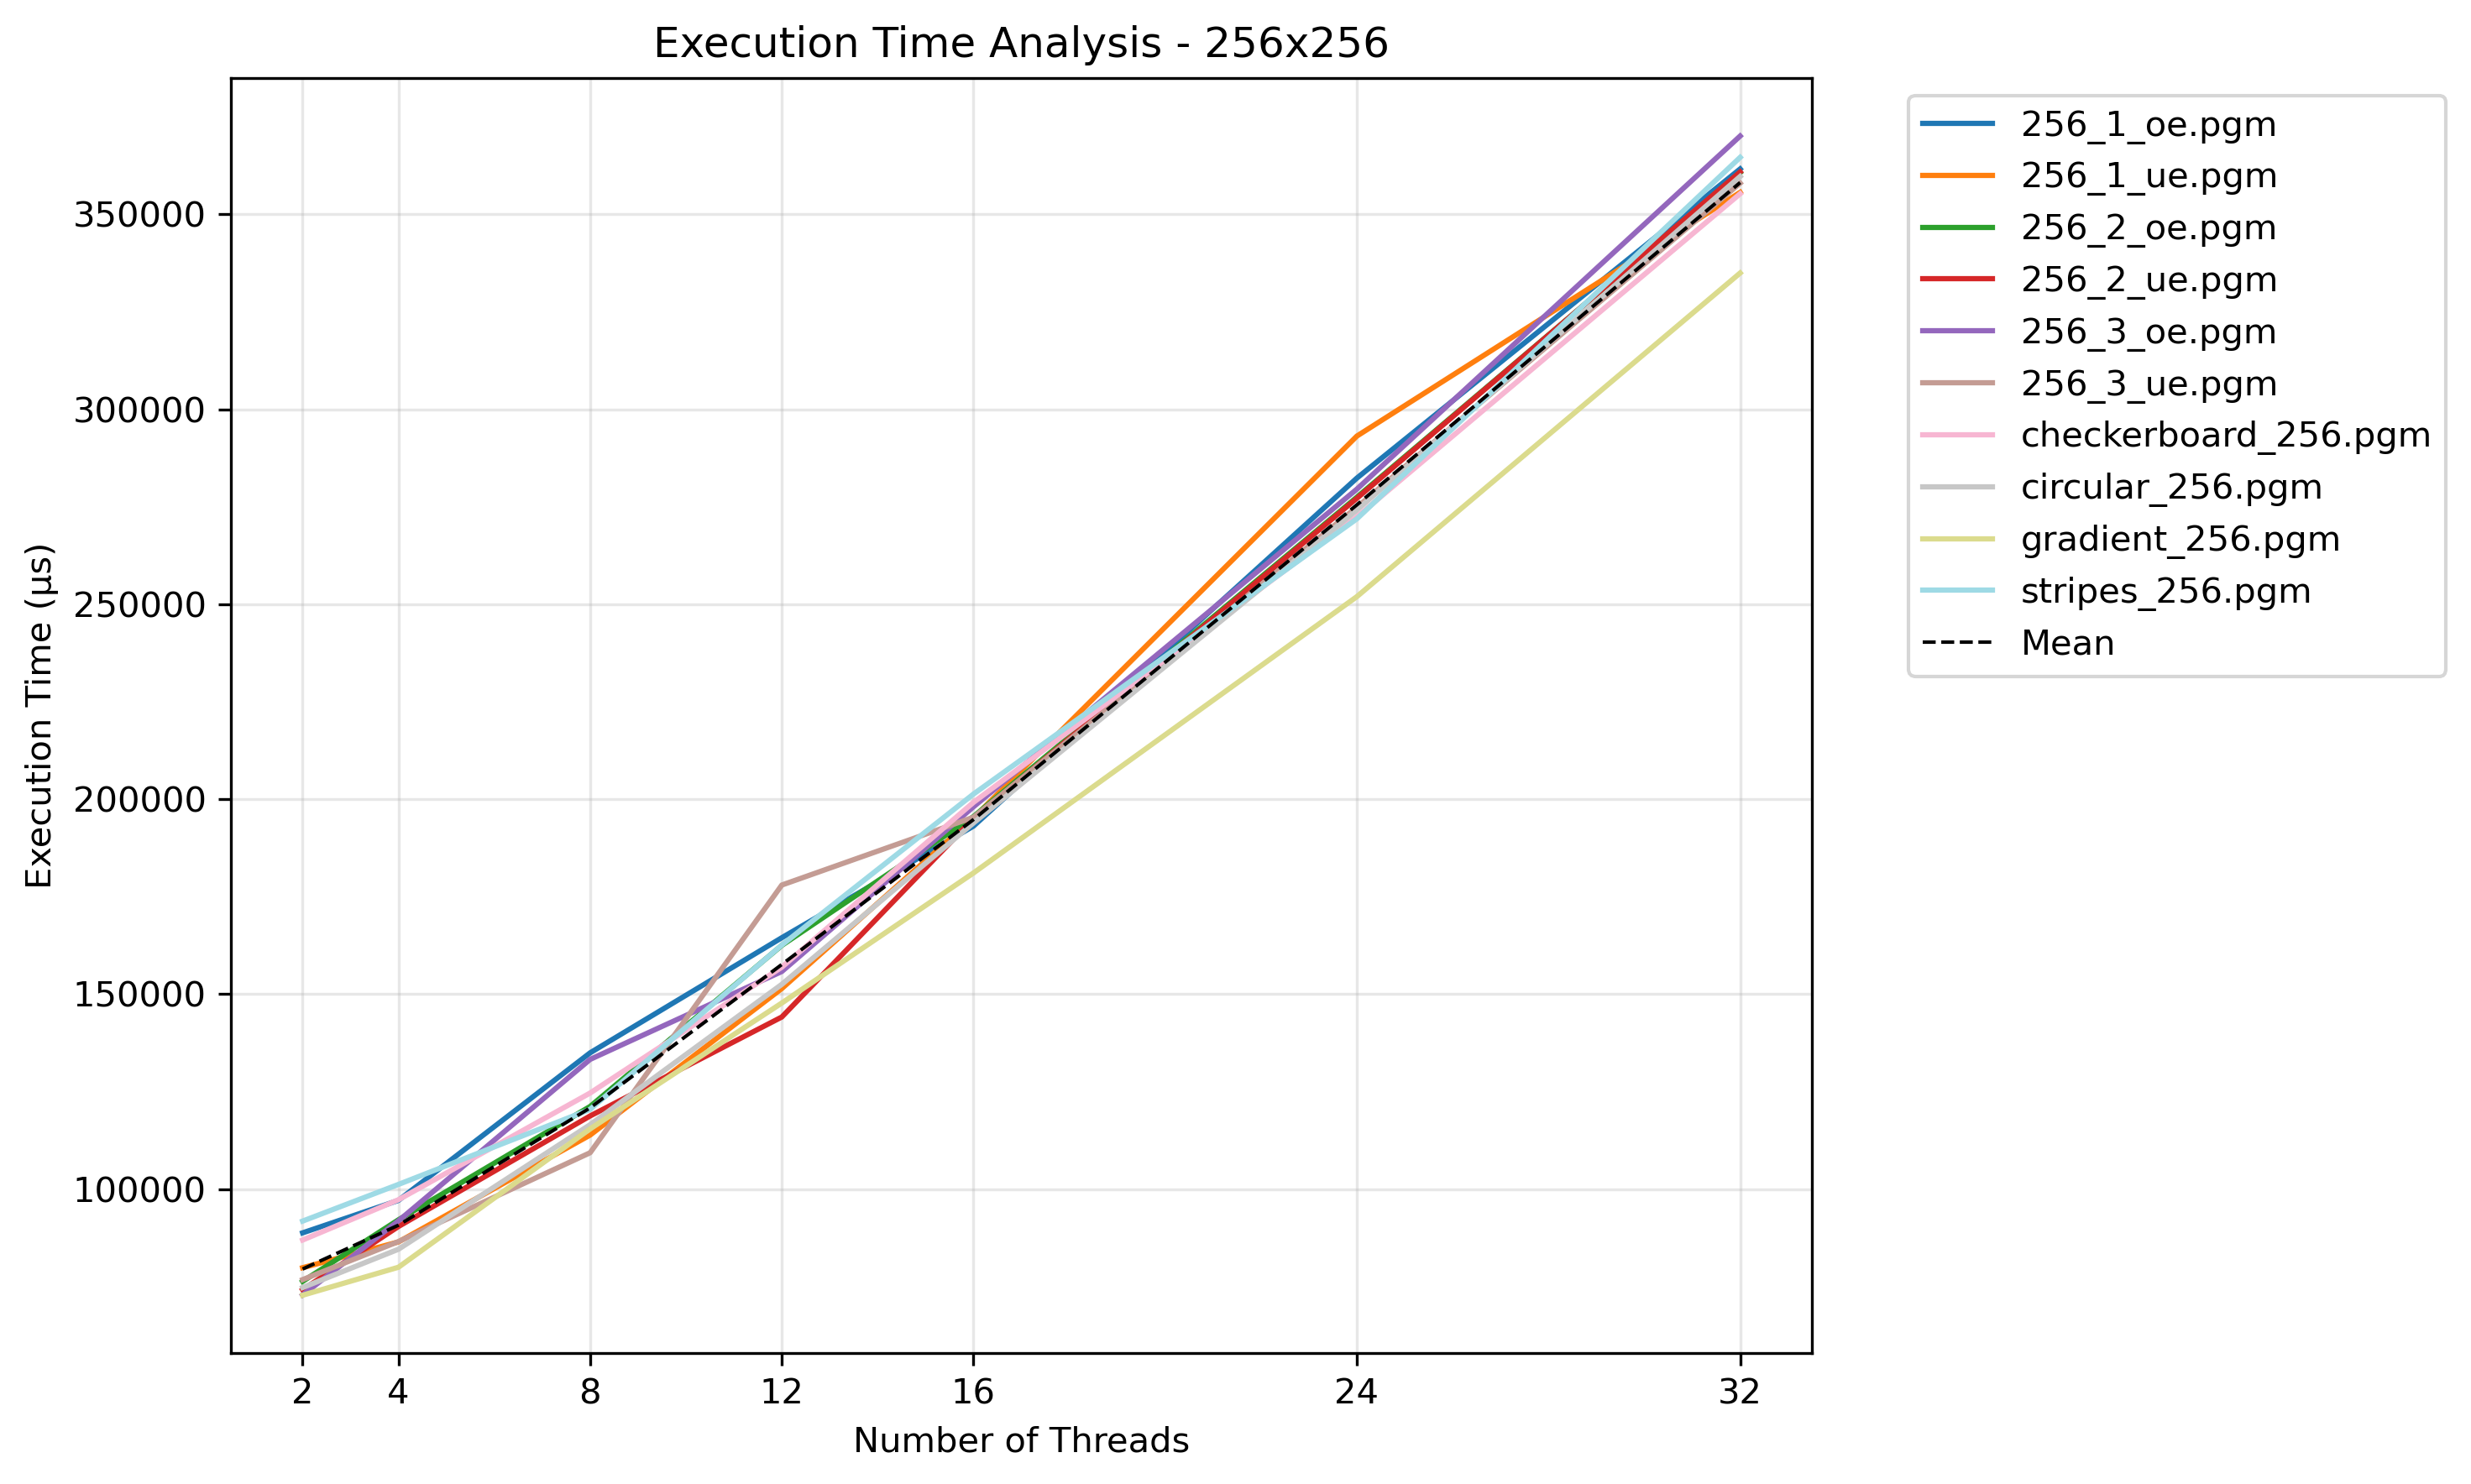 Execution Time Analysis - 256x256
Execution Time (µs)
350000
300000
250000
200000
150000
100000
2 4 8 12 16 24 32
Number of Threads
256_1_oe.pgm
256_1_ue.pgm
256_2_oe.pgm
256_2_ue.pgm
256_3_oe.pgm
256_3_ue.pgm
checkerboard_256.pgm
circular_256.pgm
gradient_256.pgm
stripes_256.pgm
Mean